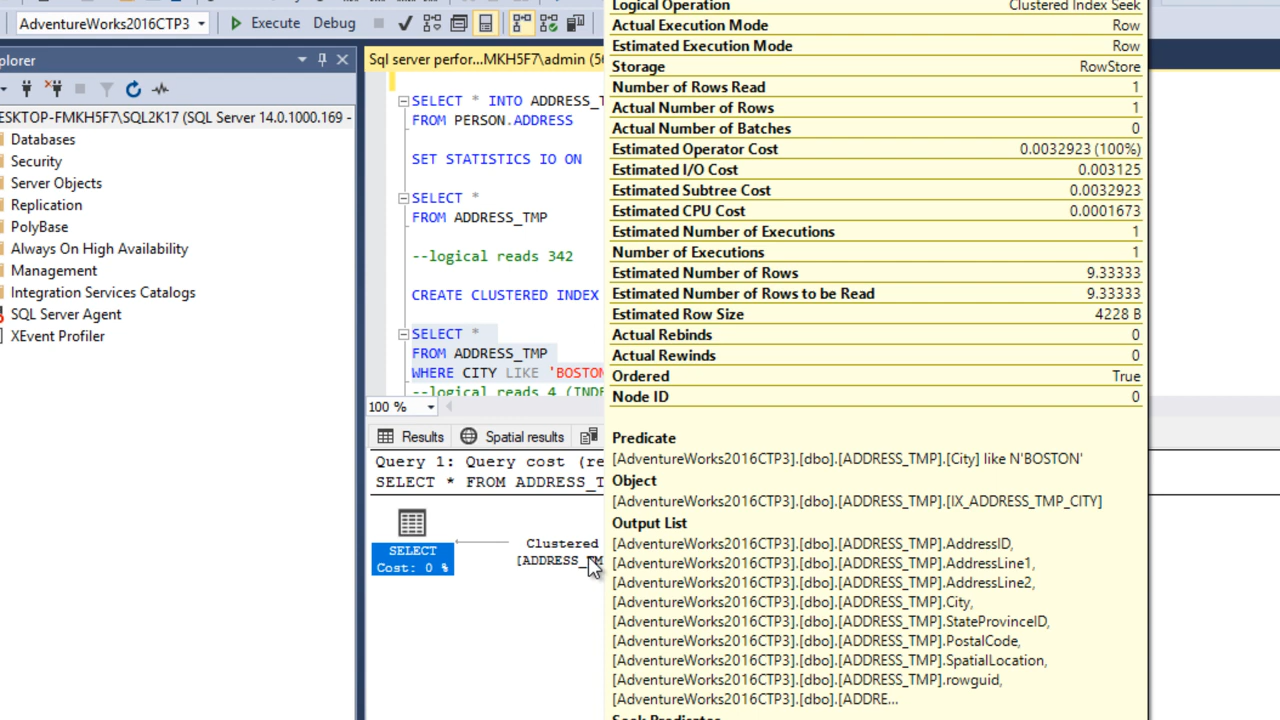 AdventureWorks2016CTP3
Execute
Debug
plorer
ESKTOP-FMKH5F7\SQL2K17 (SQL Server 14.0.1000.169 -
Databases
Security
Server Objects
Replication
PolyBase
Always On High Availability
Management
Integration Services Catalogs
SQL Server Agent
XEvent Profiler
Sql server perfor...MKH5F7\admin (5
SELECT * INTO ADDRESS_T
FROM PERSON.ADDRESS
SET STATISTICS IO ON
SELECT *
FROM ADDRESS_TMP
--logical reads 342
CREATE CLUSTERED INDEX
SELECT *
FROM ADDRESS_TMP
WHERE CITY LIKE 'BOSTON
--logical reads 4 (INDE
100 %
Results
Spatial results
Query 1: Query cost (re
SELECT * FROM ADDRESS_T
SELECT
Cost: 0 %
Clustered
[ADDRESS_TM
Logical Operation Clustered Index Seek
Actual Execution Mode Row
Estimated Execution Mode Row
Storage RowStore
Number of Rows Read 1
Actual Number of Rows 1
Actual Number of Batches 0
Estimated Operator Cost 0.0032923 (100%)
Estimated I/O Cost 0.003125
Estimated Subtree Cost 0.0032923
Estimated CPU Cost 0.0001673
Estimated Number of Executions 1
Number of Executions 1
Estimated Number of Rows 9.33333
Estimated Number of Rows to be Read 9.33333
Estimated Row Size 4228 B
Actual Rebinds 0
Actual Rewinds 0
Ordered True
Node ID 0
Predicate
[AdventureWorks2016CTP3].[dbo].[ADDRESS_TMP].[City] like N'BOSTON'
Object
[AdventureWorks2016CTP3].[dbo].[ADDRESS_TMP].[IX_ADDRESS_TMP_CITY]
Output List
[AdventureWorks2016CTP3].[dbo].[ADDRESS_TMP].AddressID,
[AdventureWorks2016CTP3].[dbo].[ADDRESS_TMP].AddressLine1,
[AdventureWorks2016CTP3].[dbo].[ADDRESS_TMP].AddressLine2,
[AdventureWorks2016CTP3].[dbo].[ADDRESS_TMP].City,
[AdventureWorks2016CTP3].[dbo].[ADDRESS_TMP].StateProvinceID,
[AdventureWorks2016CTP3].[dbo].[ADDRESS_TMP].PostalCode,
[AdventureWorks2016CTP3].[dbo].[ADDRESS_TMP].SpatialLocation,
[AdventureWorks2016CTP3].[dbo].[ADDRESS_TMP].rowguid,
[AdventureWorks2016CTP3].[dbo].[ADDRE...
Seek Predicates